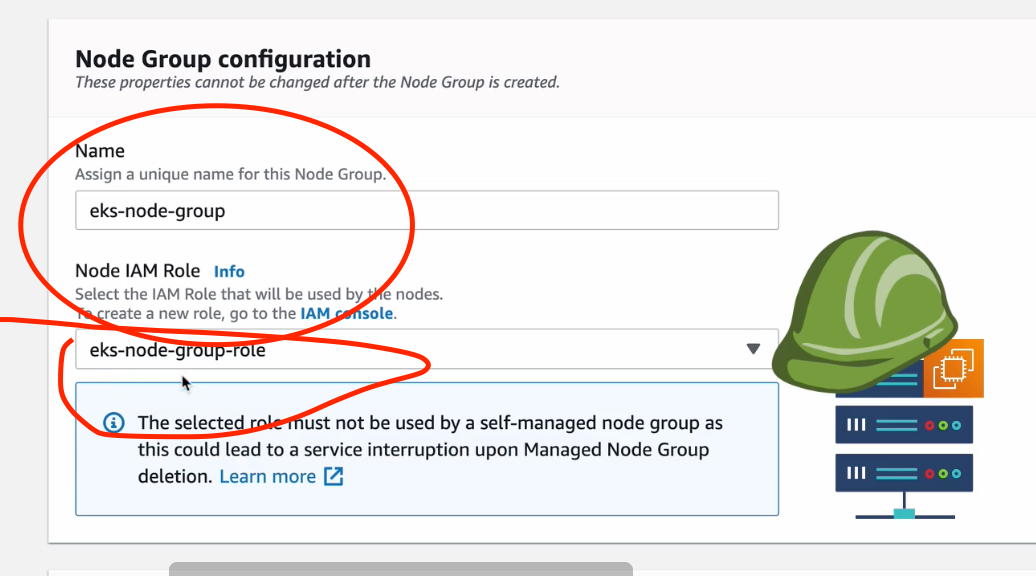 Node Group configuration
These properties cannot be changed after the Node Group is created.
Name
Assign a unique name for this Node Group.
eks-node-group
Node IAM Role Info
Select the IAM Role that will be used by the nodes.
To create a new role, go to the IAM console.
eks-node-group-role
The selected role must not be used by a self-managed node group as
this could lead to a service interruption upon Managed Node Group
deletion. Learn more